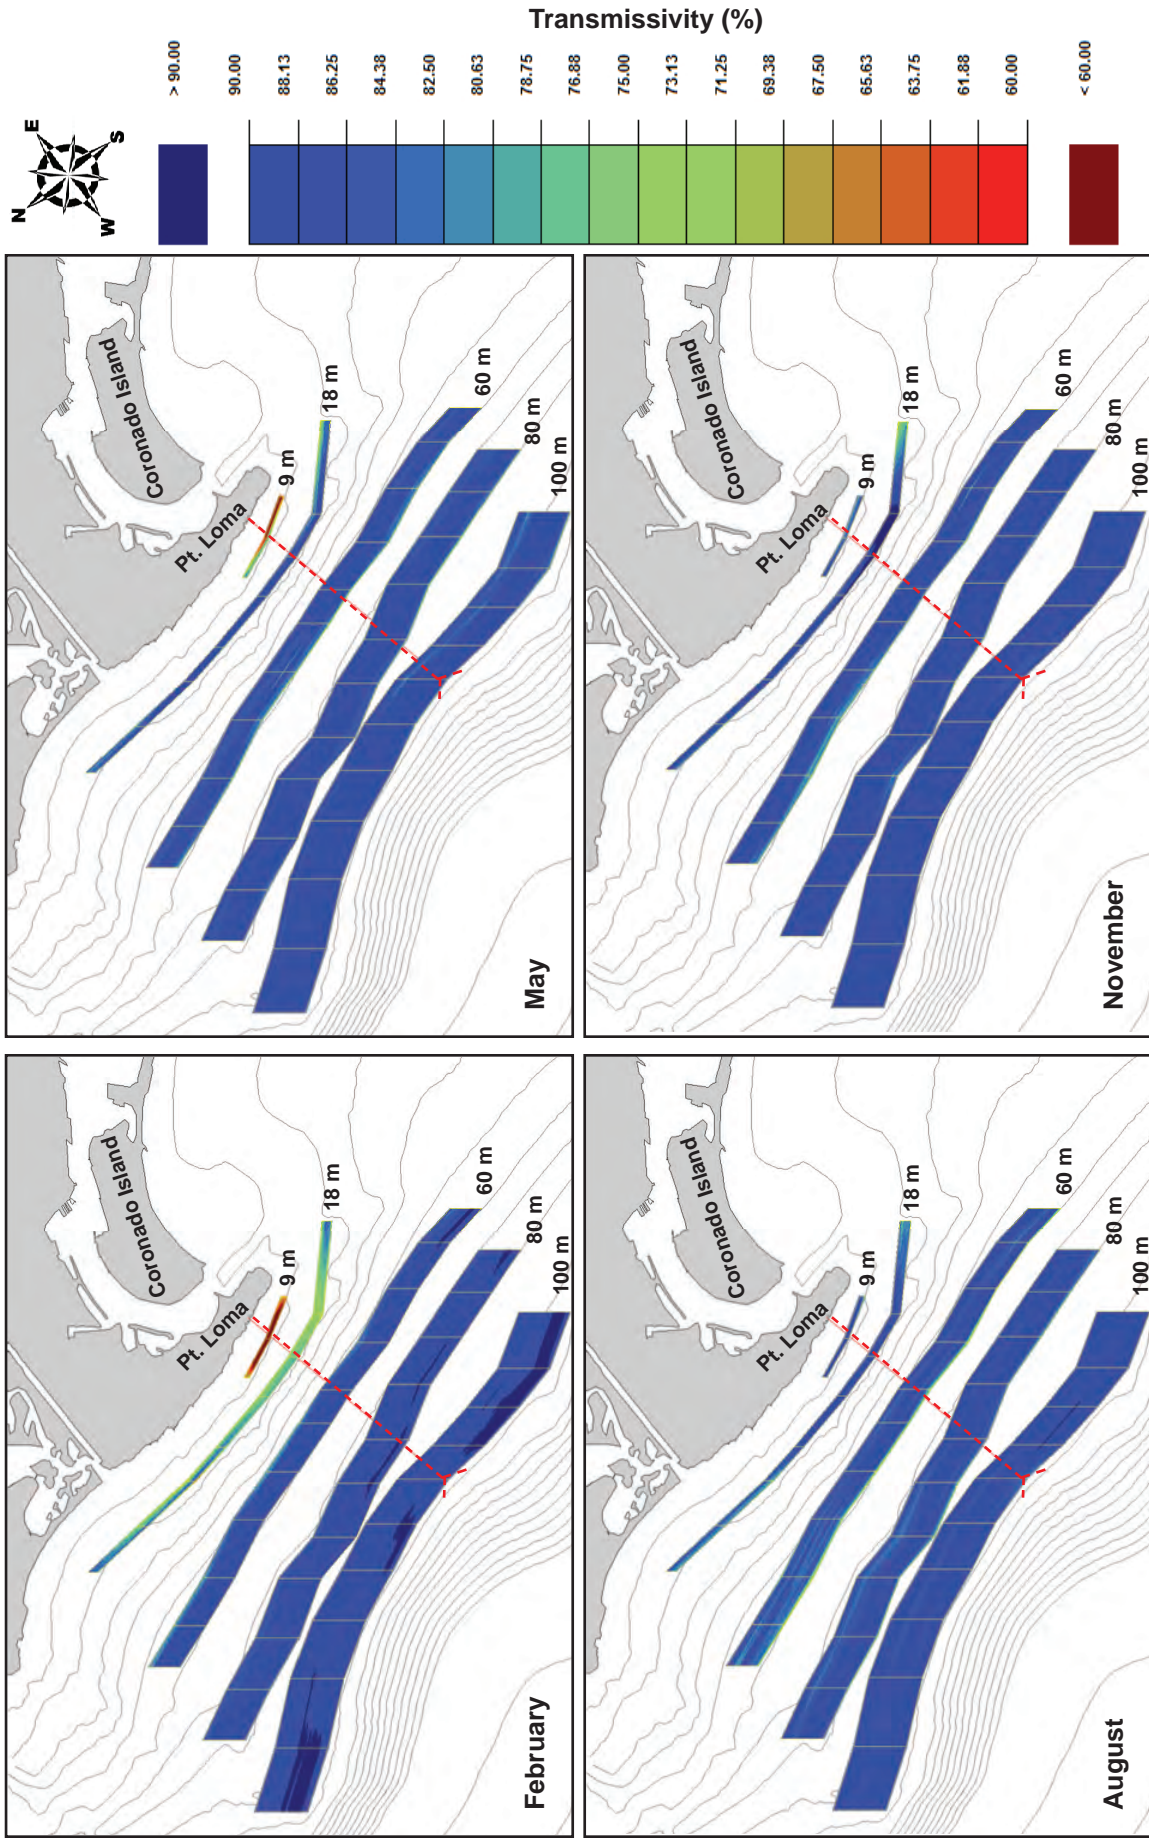 Transmissivity (%)
> 90.00
90.00
88.13
86.25
84.38
82.50
80.63
78.75
76.88
75.00
73.13
71.25
69.38
67.50
65.63
63.75
61.88
60.00
< 60.00
N
E
S
W
February
Pt. Loma
Coronado Island
9 m
18 m
60 m
80 m
100 m
May
Pt. Loma
Coronado Island
9 m
18 m
60 m
80 m
100 m
August
Pt. Loma
Coronado Island
9 m
18 m
60 m
80 m
100 m
November
Pt. Loma
Coronado Island
9 m
18 m
60 m
80 m
100 m